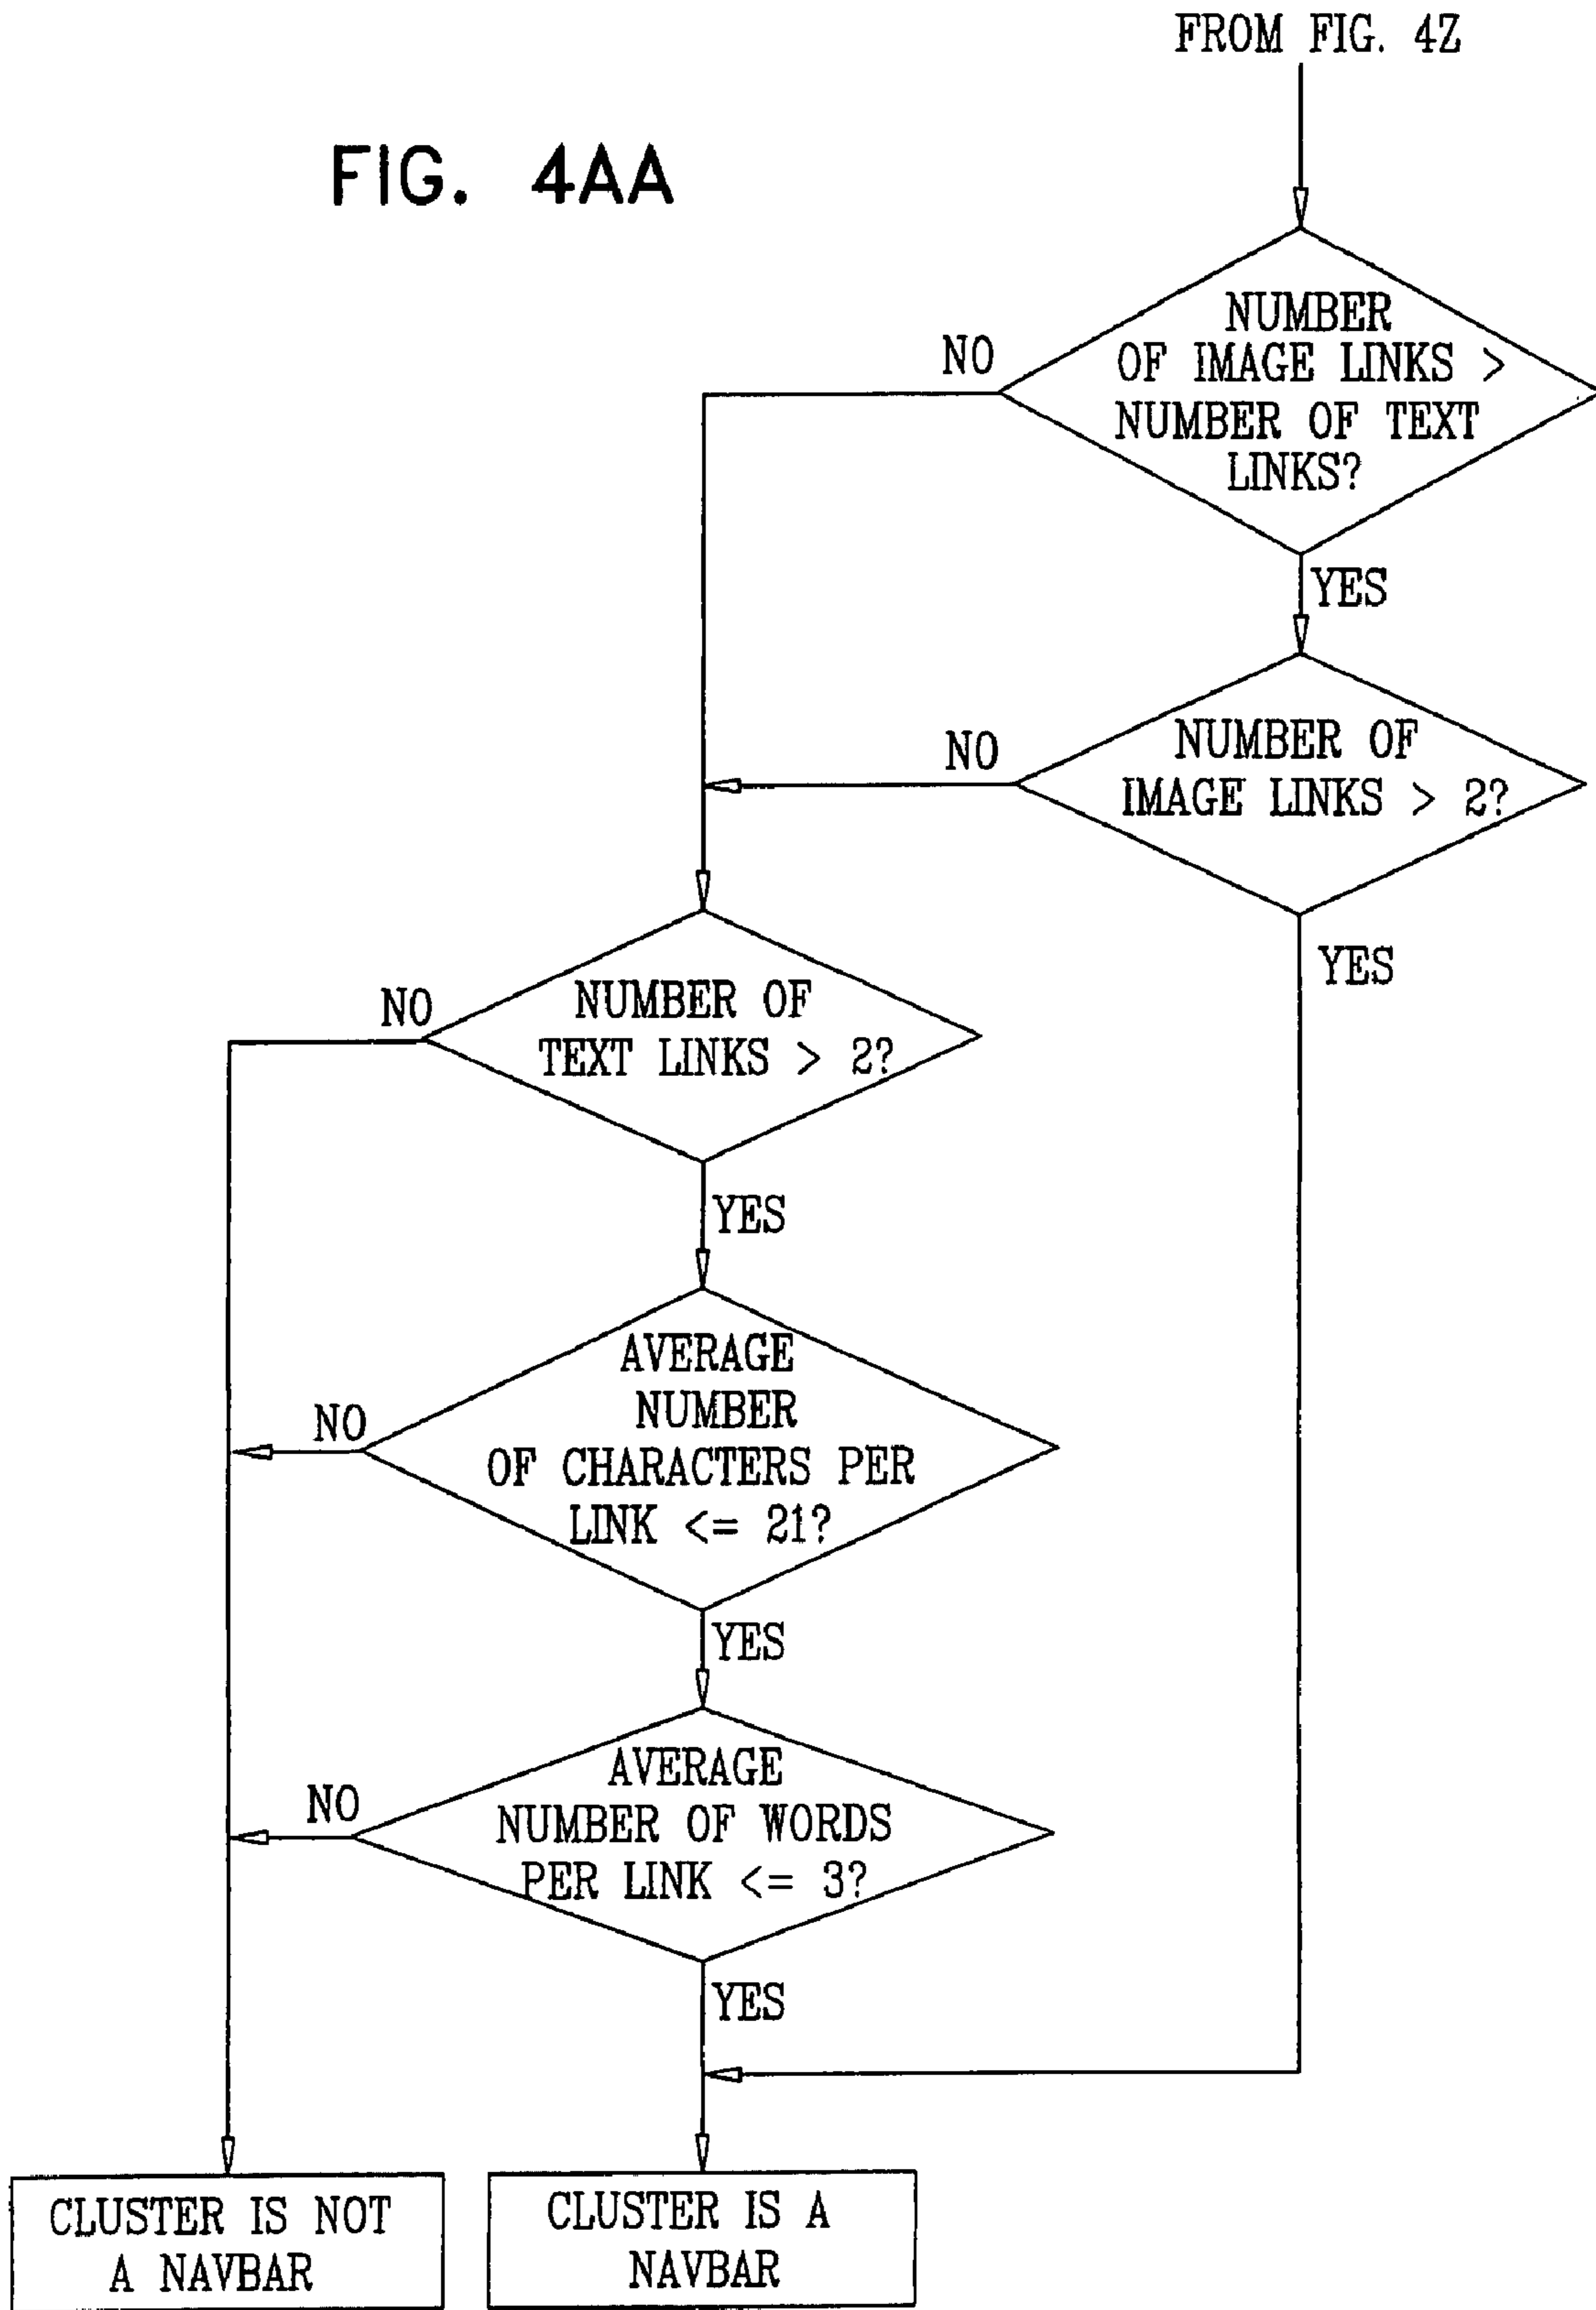 FROM FIG. 4Z
FIG. 4AA
NUMBER
OF IMAGE LINKS >
NUMBER OF TEXT
LINKS?
NO
YES
NUMBER OF
IMAGE LINKS > 2?
NO
YES
NUMBER OF
TEXT LINKS > 2?
NO
YES
AVERAGE
NUMBER
OF CHARACTERS PER
LINK <= 21?
NO
YES
AVERAGE
NUMBER OF WORDS
PER LINK <= 3?
NO
YES
CLUSTER IS NOT
A NAVBAR
CLUSTER IS A
NAVBAR